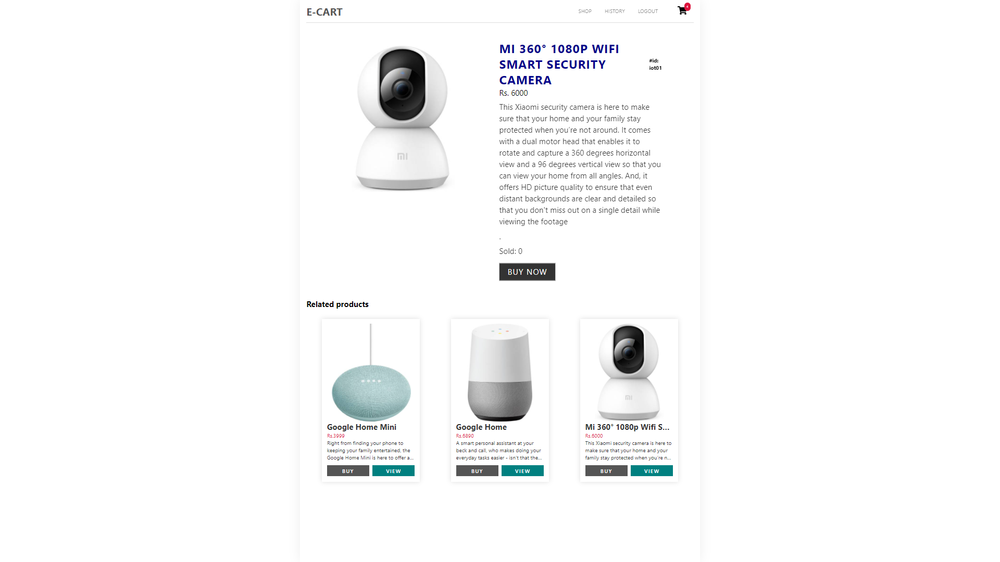 E-CART
SHOP
HISTORY
LOGOUT
4
MI 360° 1080P WIFI
SMART SECURITY
CAMERA
#id:
iot01
Rs. 6000
This Xiaomi security camera is here to make
sure that your home and your family stay
protected when you’re not around. It comes
with a dual motor head that enables it to
rotate and capture a 360 degrees horizontal
view and a 96 degrees vertical view so that you
can view your home from all angles. And, it
offers HD picture quality to ensure that even
distant backgrounds are clear and detailed so
that you don't miss out on a single detail while
viewing the footage
.
Sold: 0
BUY NOW
mi
Related products
Google Home Mini
Rs.3999
Right from finding your phone to
keeping your family entertained, the
Google Home Mini is here to offer a...
BUY
VIEW
Google Home
Rs.6890
A smart personal assistant at your
beck and call, who makes doing your
everyday tasks easier - isn't that the...
BUY
VIEW
mi
Mi 360° 1080p Wifi S...
Rs.6000
This Xiaomi security camera is here to
make sure that your home and your
family stay protected when you’re n...
BUY
VIEW